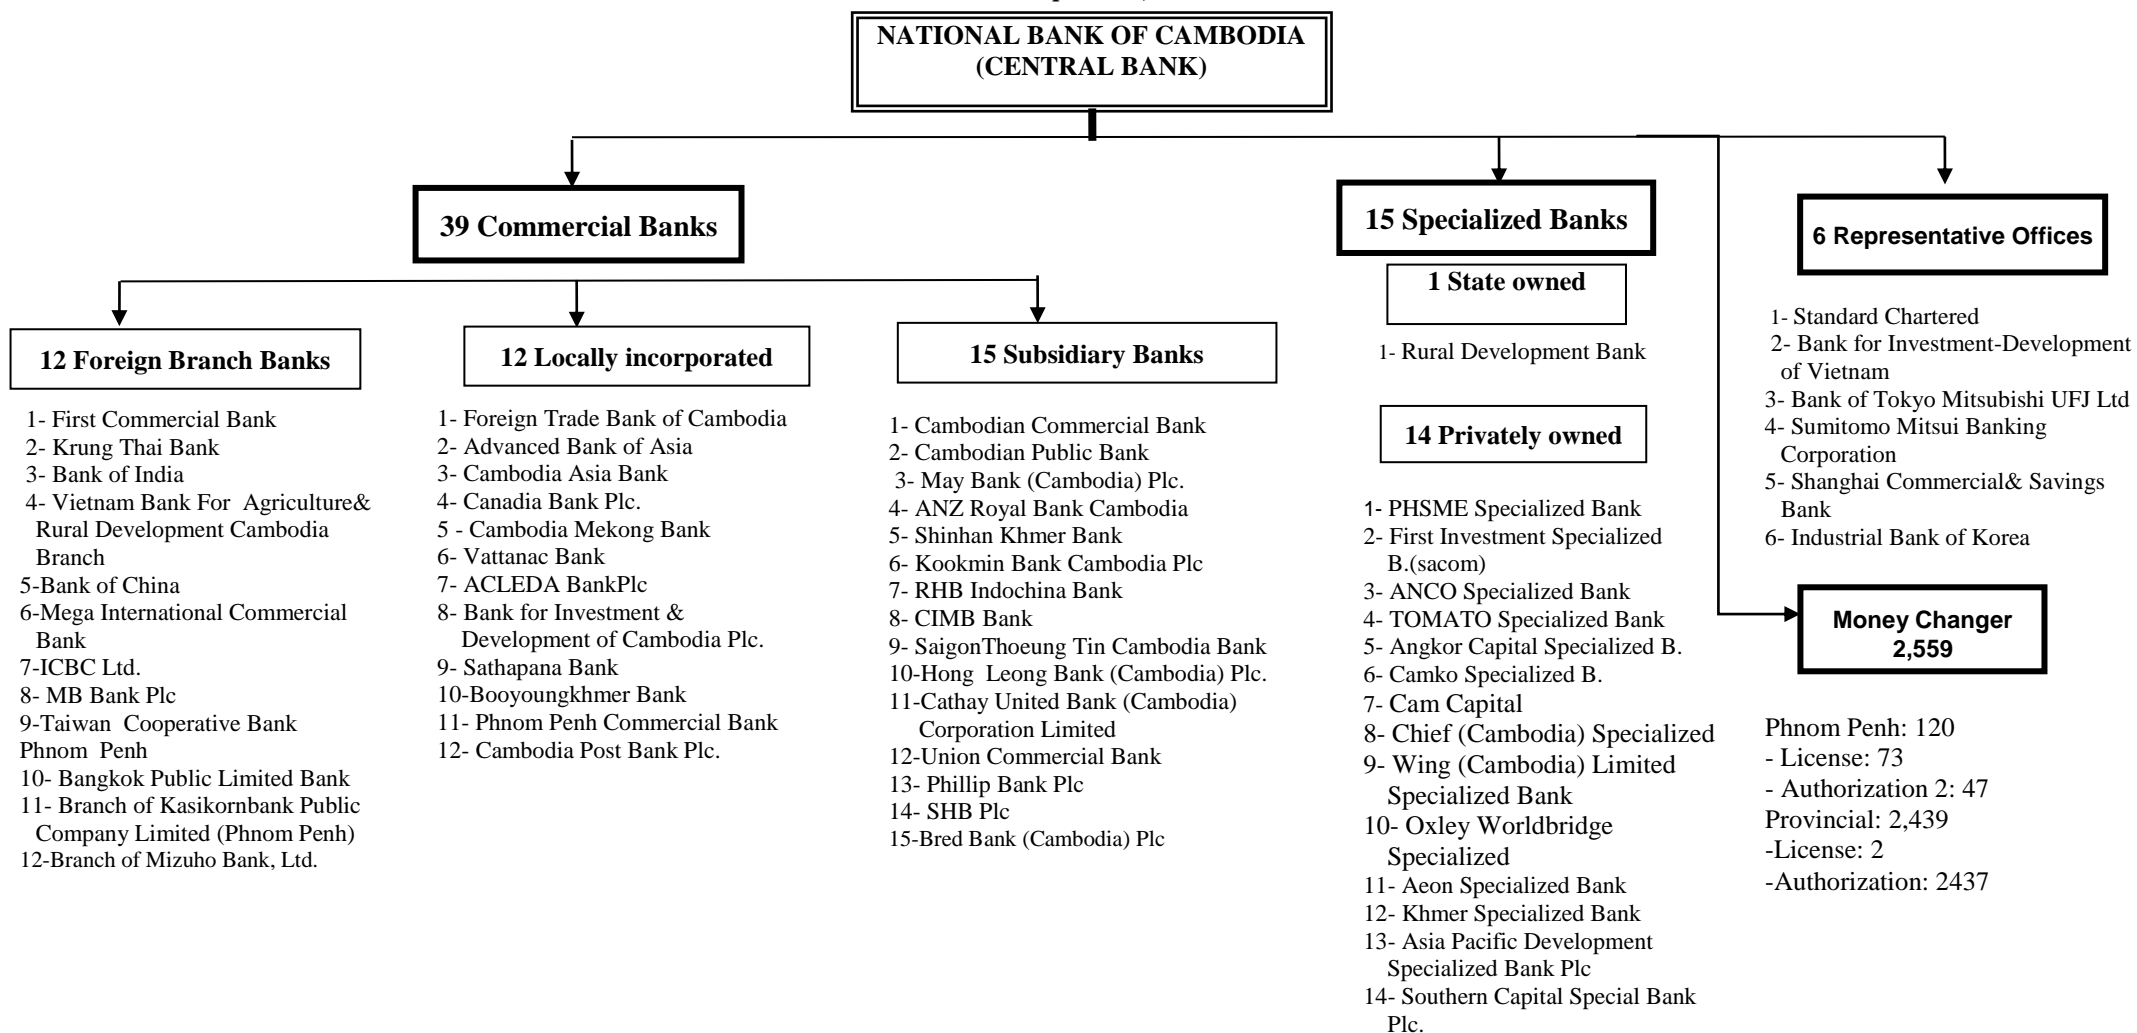 NATIONAL BANK OF CAMBODIA
(CENTRAL BANK)
39 Commercial Banks
15 Specialized Banks
6 Representative Offices
12 Foreign Branch Banks
1- First Commercial Bank
2- Krung Thai Bank
3- Bank of India
4- Vietnam Bank For Agriculture&
Rural Development Cambodia
Branch
5-Bank of China
6-Mega International Commercial
Bank
7-ICBC Ltd.
8- MB Bank Plc
9-Taiwan Cooperative Bank
Phnom Penh
10- Bangkok Public Limited Bank
11- Branch of Kasikornbank Public
Company Limited (Phnom Penh)
12-Branch of Mizuho Bank, Ltd.
12 Locally incorporated
1- Foreign Trade Bank of Cambodia
2- Advanced Bank of Asia
3- Cambodia Asia Bank
4- Canadia Bank Plc.
5 - Cambodia Mekong Bank
6- Vattanac Bank
7- ACLEDA BankPlc
8- Bank for Investment &
Development of Cambodia Plc.
9- Sathapana Bank
10-Booyoungkhmer Bank
11- Phnom Penh Commercial Bank
12- Cambodia Post Bank Plc.
15 Subsidiary Banks
1- Cambodian Commercial Bank
2- Cambodian Public Bank
3- May Bank (Cambodia) Plc.
4- ANZ Royal Bank Cambodia
5- Shinhan Khmer Bank
6- Kookmin Bank Cambodia Plc
7- RHB Indochina Bank
8- CIMB Bank
9- SaigonThoeung Tin Cambodia Bank
10-Hong Leong Bank (Cambodia) Plc.
11-Cathay United Bank (Cambodia)
Corporation Limited
12-Union Commercial Bank
13- Phillip Bank Plc
14- SHB Plc
15-Bred Bank (Cambodia) Plc
1 State owned
1- Rural Development Bank
14 Privately owned
1- PHSME Specialized Bank
2- First Investment Specialized
B.(sacom)
3- ANCO Specialized Bank
4- TOMATO Specialized Bank
5- Angkor Capital Specialized B.
6- Camko Specialized B.
7- Cam Capital
8- Chief (Cambodia) Specialized
9- Wing (Cambodia) Limited
Specialized Bank
10- Oxley Worldbridge
Specialized
11- Aeon Specialized Bank
12- Khmer Specialized Bank
13- Asia Pacific Development
Specialized Bank Plc
14- Southern Capital Special Bank
Plc.
1- Standard Chartered
2- Bank for Investment-Development
of Vietnam
3- Bank of Tokyo Mitsubishi UFJ Ltd
4- Sumitomo Mitsui Banking
Corporation
5- Shanghai Commercial& Savings
Bank
6- Industrial Bank of Korea
Money Changer
2,559
Phnom Penh: 120
- License: 73
- Authorization 2: 47
Provincial: 2,439
-License: 2
-Authorization: 2437